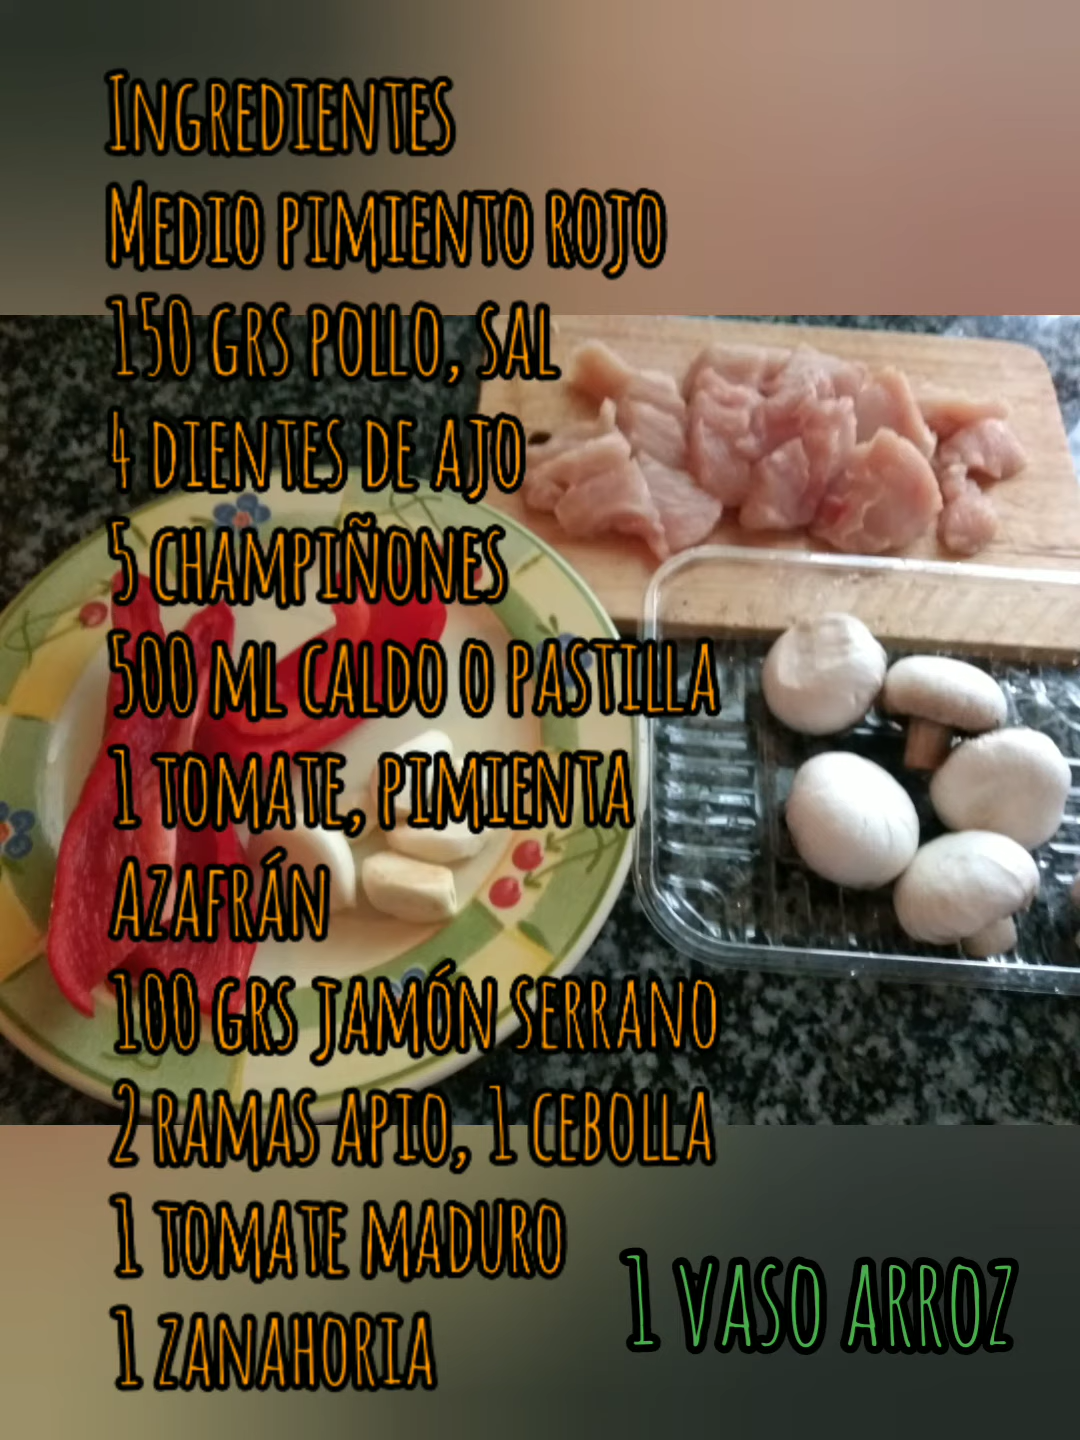 Ingredientes
Medio pimiento rojo
150 grs pollo, sal
4 dientes de ajo
5 champiñones
500 ml caldo o pastilla
1 tomate, pimienta
Azafrán
100 grs jamón serrano
2 ramas apio, 1 cebolla
1 tomate maduro
1 zanahoria
1 vaso arroz